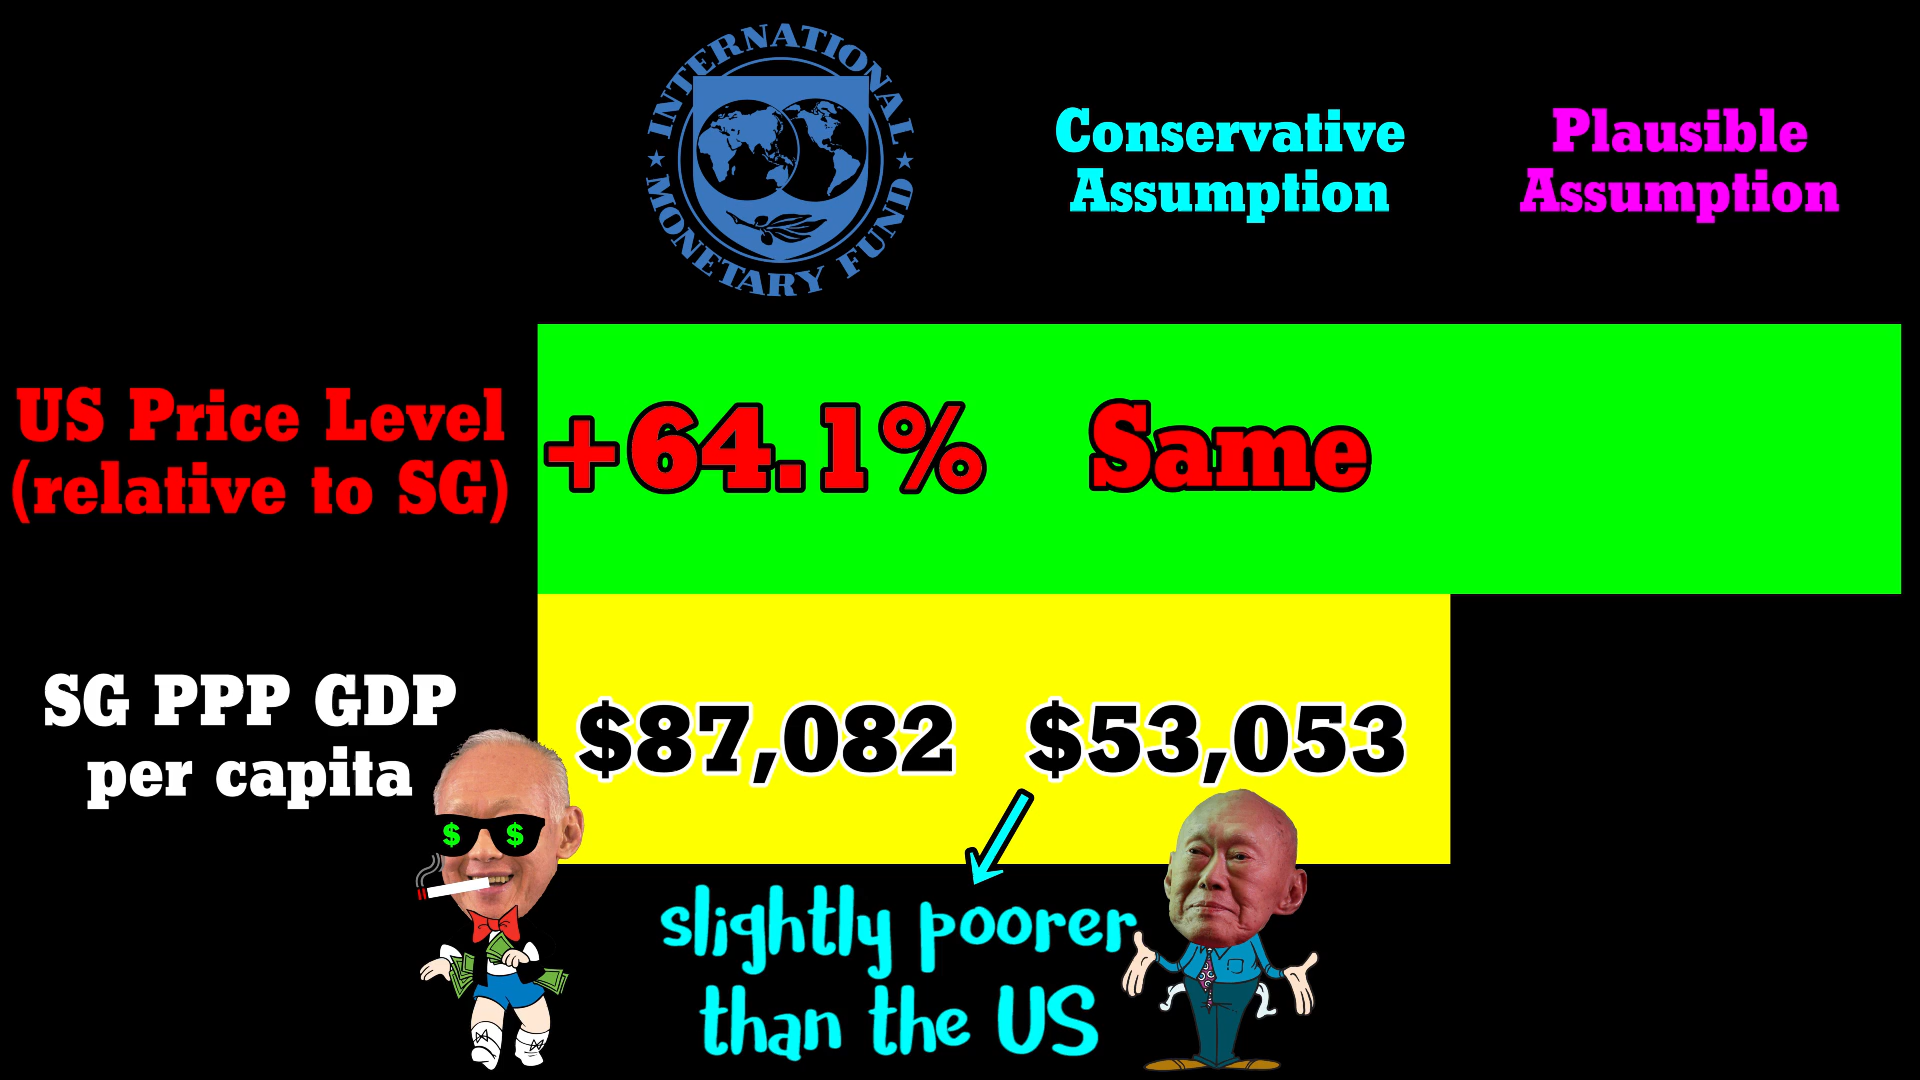 INTERNATIONAL
MONETARY FUND
Conservative
Assumption
Plausible
Assumption
US Price Level
(relative to SG)
+64.1%
Same
SG PPP GDP
per capita
$87,082
$53,053
$ $
slightly poorer
than the US